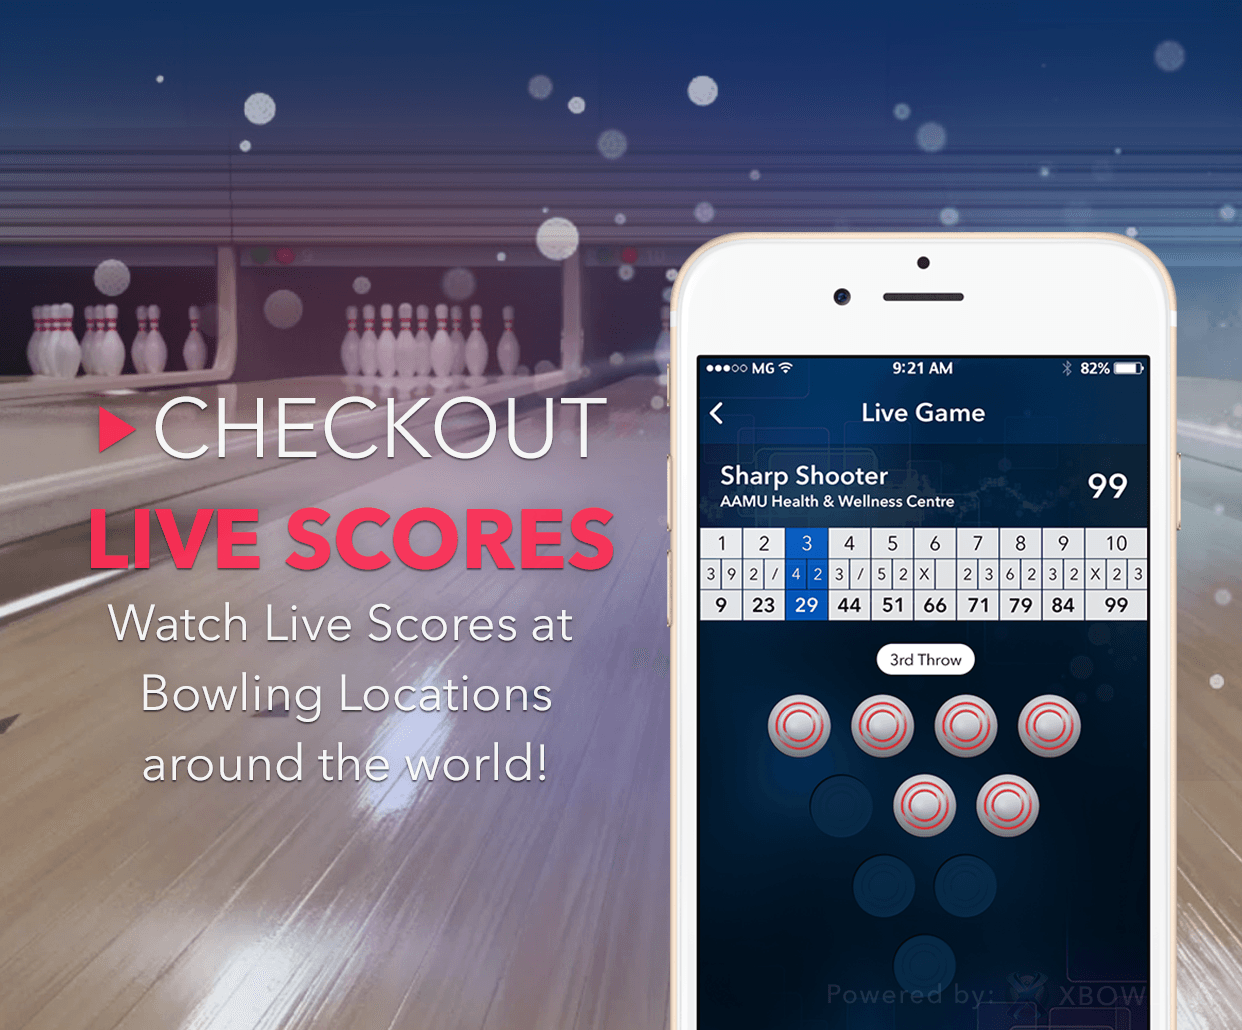 CHECKOUT
LIVE SCORES
Watch Live Scores at
Bowling Locations
around the world!
MG 9:21 AM 82%
Live Game
Sharp Shooter
AAMU Health & Wellness Centre
99
1 2 3 4 5 6 7 8 9 10
3 9 2 / 4 2 3 / 5 2 X 2 3 6 2 3 2 X 2 3
9 23 29 44 51 66 71 79 84 99
3rd Throw
Powered by: XBOW